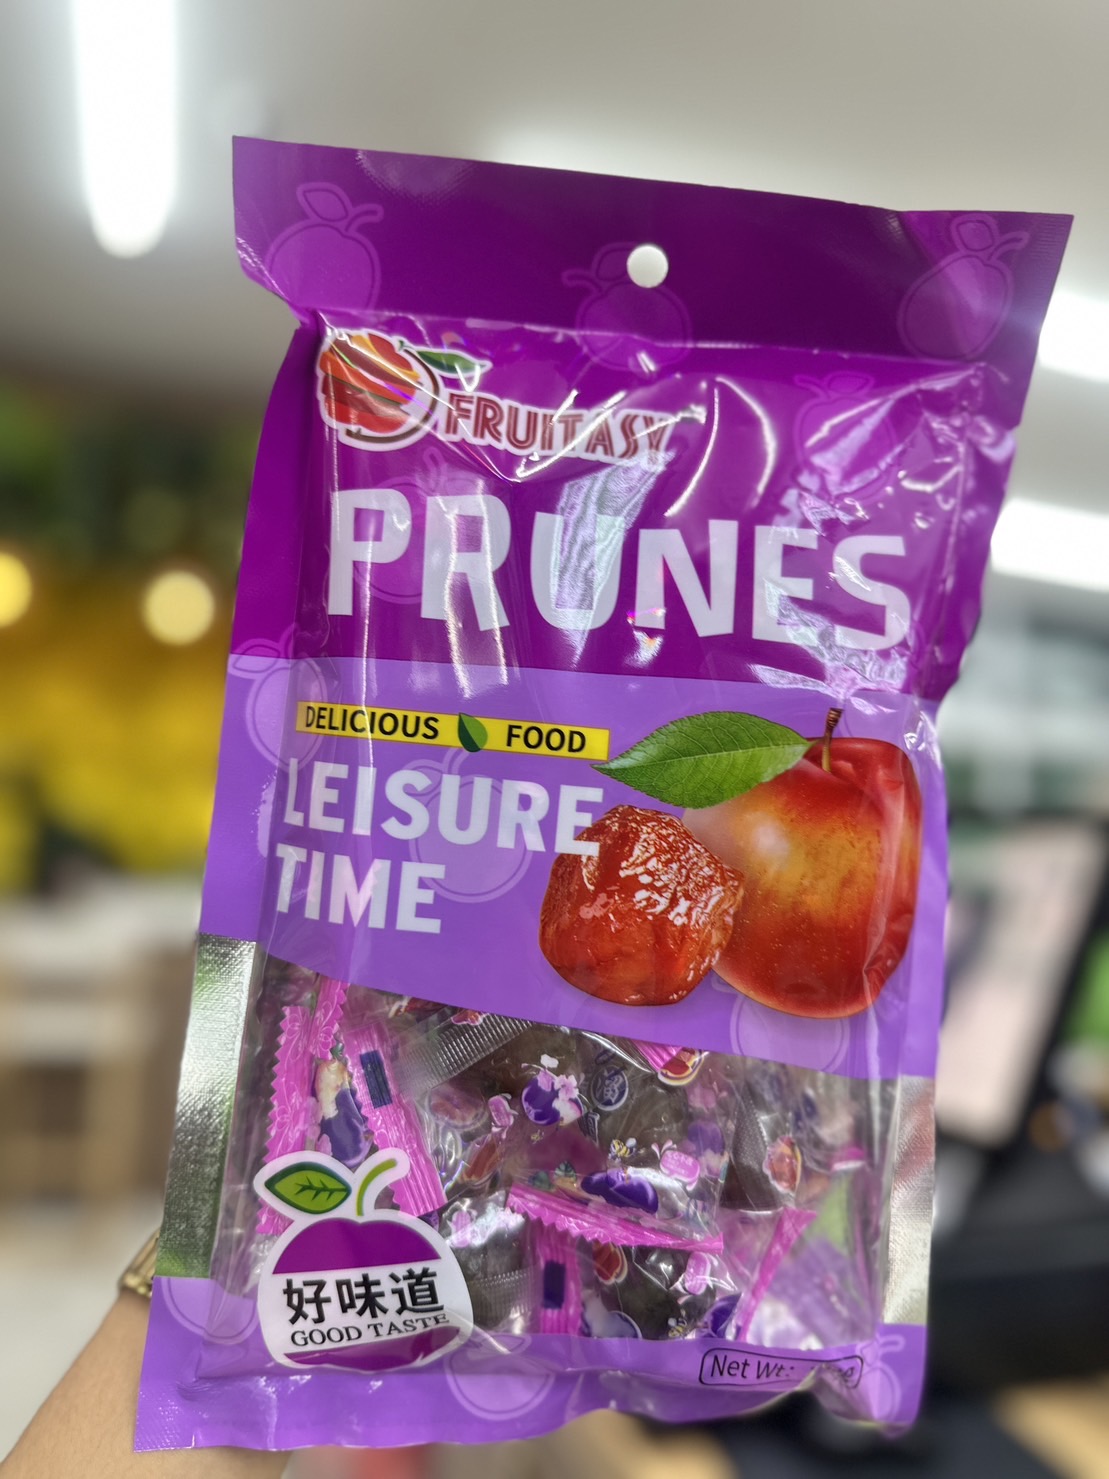 FRUITASY
PRUNES
DELICIOUS FOOD
LEISURE
TIME
好味道
GOOD TASTE
Net Wt: